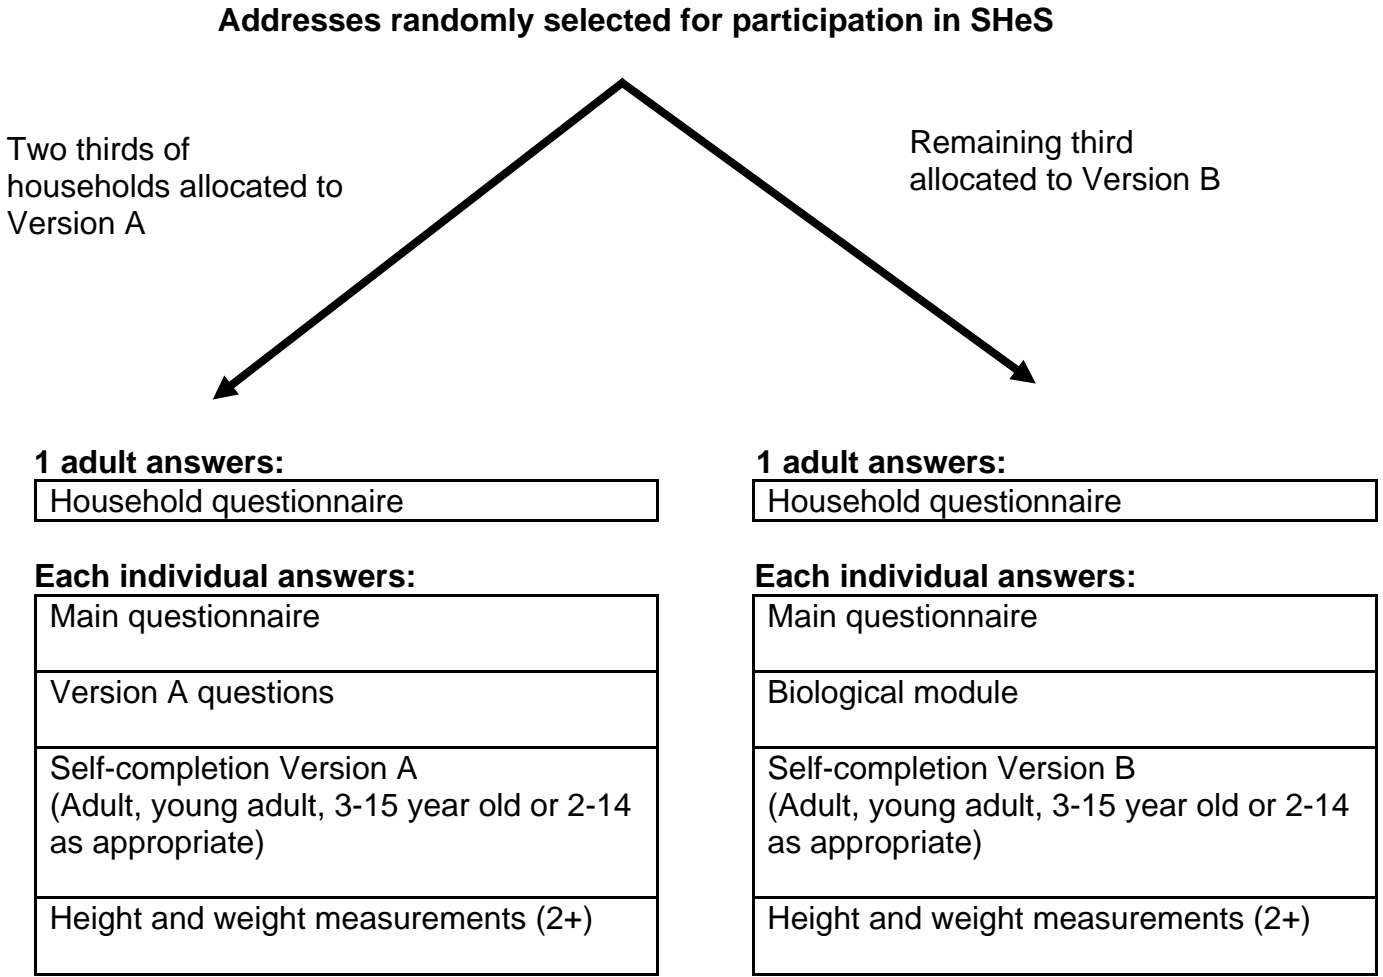 Addresses randomly selected for participation in SHeS
Two thirds of
households allocated to
Version A
Remaining third
allocated to Version B
1 adult answers:
Household questionnaire
Each individual answers:
Main questionnaire
Version A questions
Self-completion Version A
(Adult, young adult, 3-15 year old or 2-14
as appropriate)
Height and weight measurements (2+)
1 adult answers:
Household questionnaire
Each individual answers:
Main questionnaire
Biological module
Self-completion Version B
(Adult, young adult, 3-15 year old or 2-14
as appropriate)
Height and weight measurements (2+)